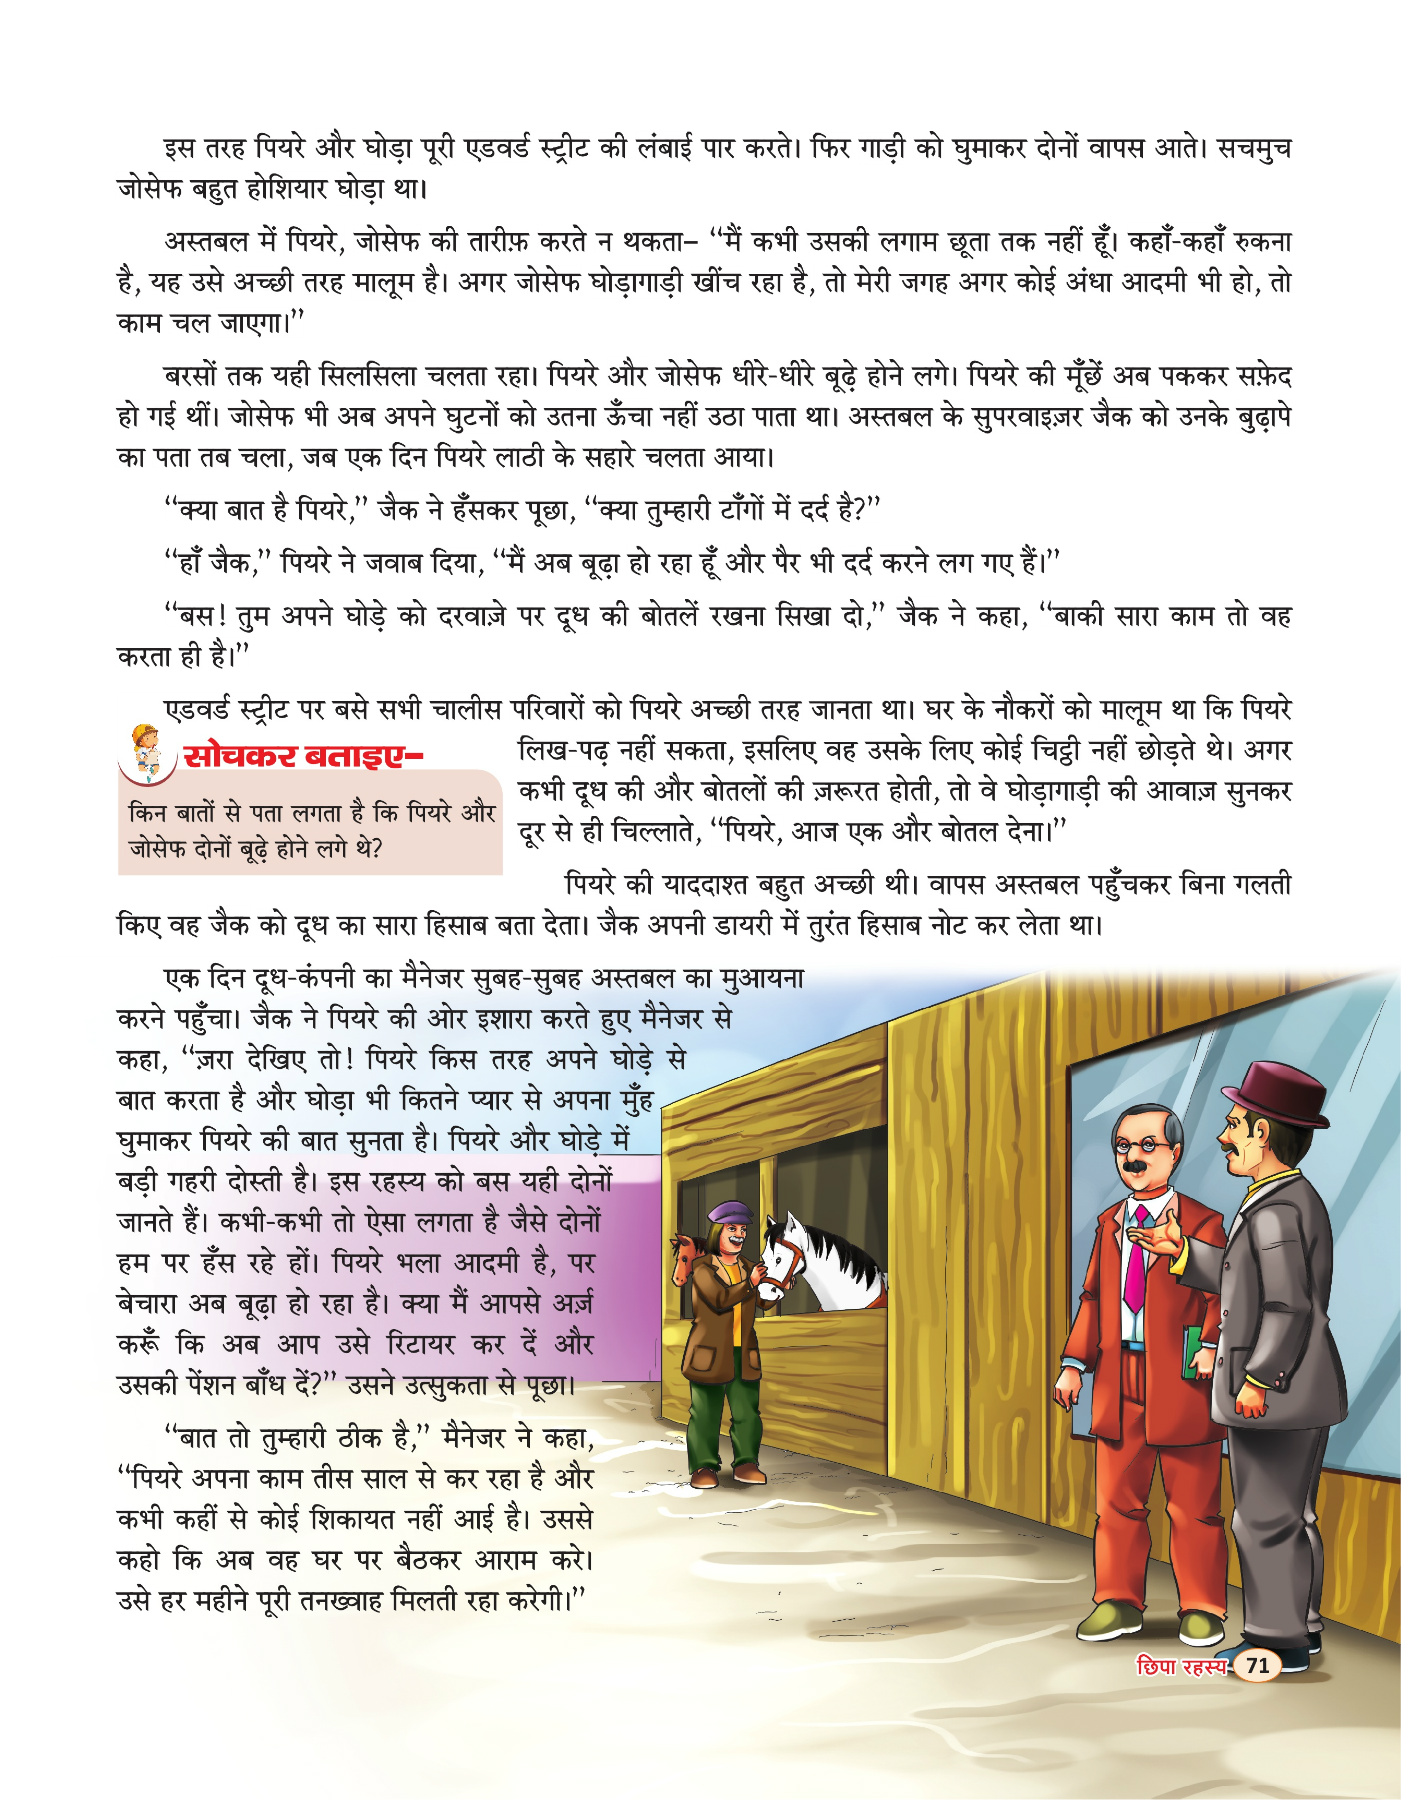 इस तरह पियरे और घोड़ा पूरी एडवर्ड स्ट्रीट की लंबाई पार करते। फिर गाड़ी को घुमाकर दोनों वापस आते। सचमुच
जोसेफ बहुत होशियार घोड़ा था।
अस्तबल में पियरे, जोसेफ की तारीफ़ करते न थकता– “मैं कभी उसकी लगाम छूता तक नहीं हूँ। कहाँ-कहाँ रुकना
है, यह उसे अच्छी तरह मालूम है। अगर जोसेफ घोड़ागाड़ी खींच रहा है, तो मेरी जगह अगर कोई अंधा आदमी भी हो, तो
काम चल जाएगा।”
बरसों तक यही सिलसिला चलता रहा। पियरे और जोसेफ धीरे-धीरे बूढ़े होने लगे। पियरे की मूँछें अब पककर सफ़ेद
हो गई थीं। जोसेफ भी अब अपने घुटनों को उतना ऊँचा नहीं उठा पाता था। अस्तबल के सुपरवाइज़र जैक को उनके बुढ़ापे
का पता तब चला, जब एक दिन पियरे लाठी के सहारे चलता आया।
“क्या बात है पियरे,” जैक ने हँसकर पूछा, “क्या तुम्हारी टाँगों में दर्द है?”
“हाँ जैक,” पियरे ने जवाब दिया, “मैं अब बूढ़ा हो रहा हूँ और पैर भी दर्द करने लग गए हैं।”
“बस! तुम अपने घोड़े को दरवाज़े पर दूध की बोतलें रखना सिखा दो,” जैक ने कहा, “बाकी सारा काम तो वह
करता ही है।”
एडवर्ड स्ट्रीट पर बसे सभी चालीस परिवारों को पियरे अच्छी तरह जानता था। घर के नौकरों को मालूम था कि पियरे
लिख-पढ़ नहीं सकता, इसलिए वह उसके लिए कोई चिट्ठी नहीं छोड़ते थे। अगर
कभी दूध की और बोतलों की ज़रूरत होती, तो वे घोड़ागाड़ी की आवाज़ सुनकर
दूर से ही चिल्लाते, “पियरे, आज एक और बोतल देना।”
सोचकर बताइए–
किन बातों से पता लगता है कि पियरे और
जोसेफ दोनों बूढ़े होने लगे थे?
पियरे की याददाश्त बहुत अच्छी थी। वापस अस्तबल पहुँचकर बिना गलती
किए वह जैक को दूध का सारा हिसाब बता देता। जैक अपनी डायरी में तुरंत हिसाब नोट कर लेता था।
एक दिन दूध-कंपनी का मैनेजर सुबह-सुबह अस्तबल का मुआयना
करने पहुँचा। जैक ने पियरे की ओर इशारा करते हुए मैनेजर से
कहा, “ज़रा देखिए तो! पियरे किस तरह अपने घोड़े से
बात करता है और घोड़ा भी कितने प्यार से अपना मुँह
घुमाकर पियरे की बात सुनता है। पियरे और घोड़े में
बड़ी गहरी दोस्ती है। इस रहस्य को बस यही दोनों
जानते हैं। कभी-कभी तो ऐसा लगता है जैसे दोनों
हम पर हँस रहे हों। पियरे भला आदमी है, पर
बेचारा अब बूढ़ा हो रहा है। क्या मैं आपसे अर्ज़
करूँ कि अब आप उसे रिटायर कर दें और
उसकी पेंशन बाँध दें?” उसने उत्सुकता से पूछा।
“बात तो तुम्हारी ठीक है,” मैनेजर ने कहा,
“पियरे अपना काम तीस साल से कर रहा है और
कभी कहीं से कोई शिकायत नहीं आई है। उससे
कहो कि अब वह घर पर बैठकर आराम करे।
उसे हर महीने पूरी तनख्वाह मिलती रहा करेगी।”
छिपा रहस्य 71